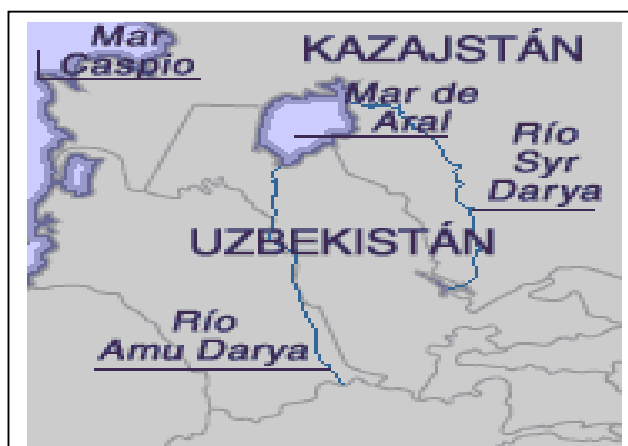 Mar
Caspio
KAZAJSTÁN
Mar de
Aral
Río
Syr
Darya
UZBEKISTÁN
Río
Amu Darya